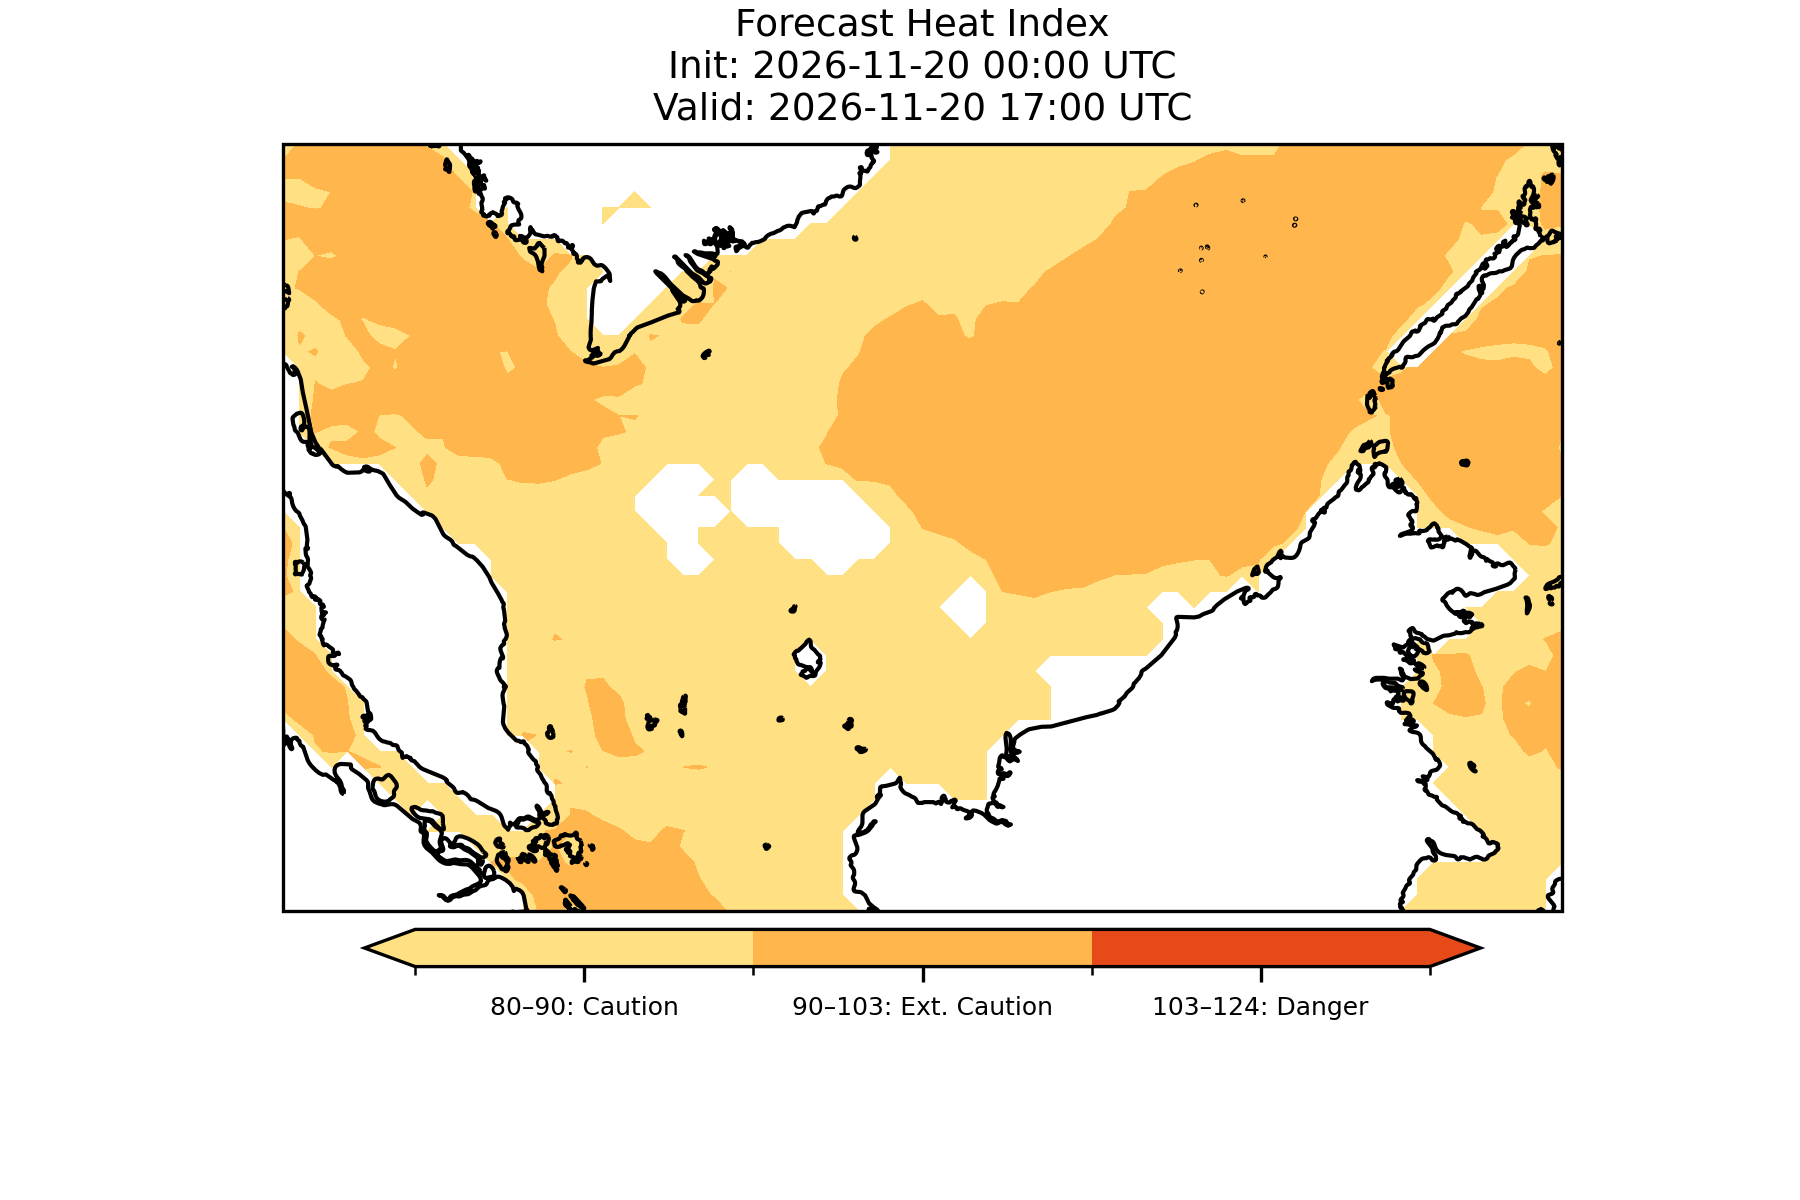 Forecast Heat Index
Init: 2026-11-20 00:00 UTC
Valid: 2026-11-20 17:00 UTC
80–90: Caution
90–103: Ext. Caution
103–124: Danger